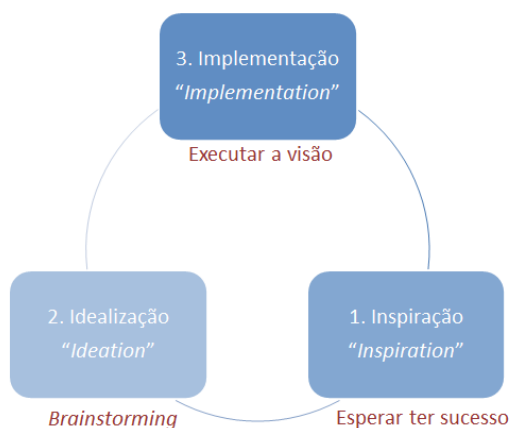 3. Implementação
“Implementation”
Executar a visão
2. Idealização
“Ideation”
Brainstorming
1. Inspiração
“Inspiration”
Esperar ter sucesso